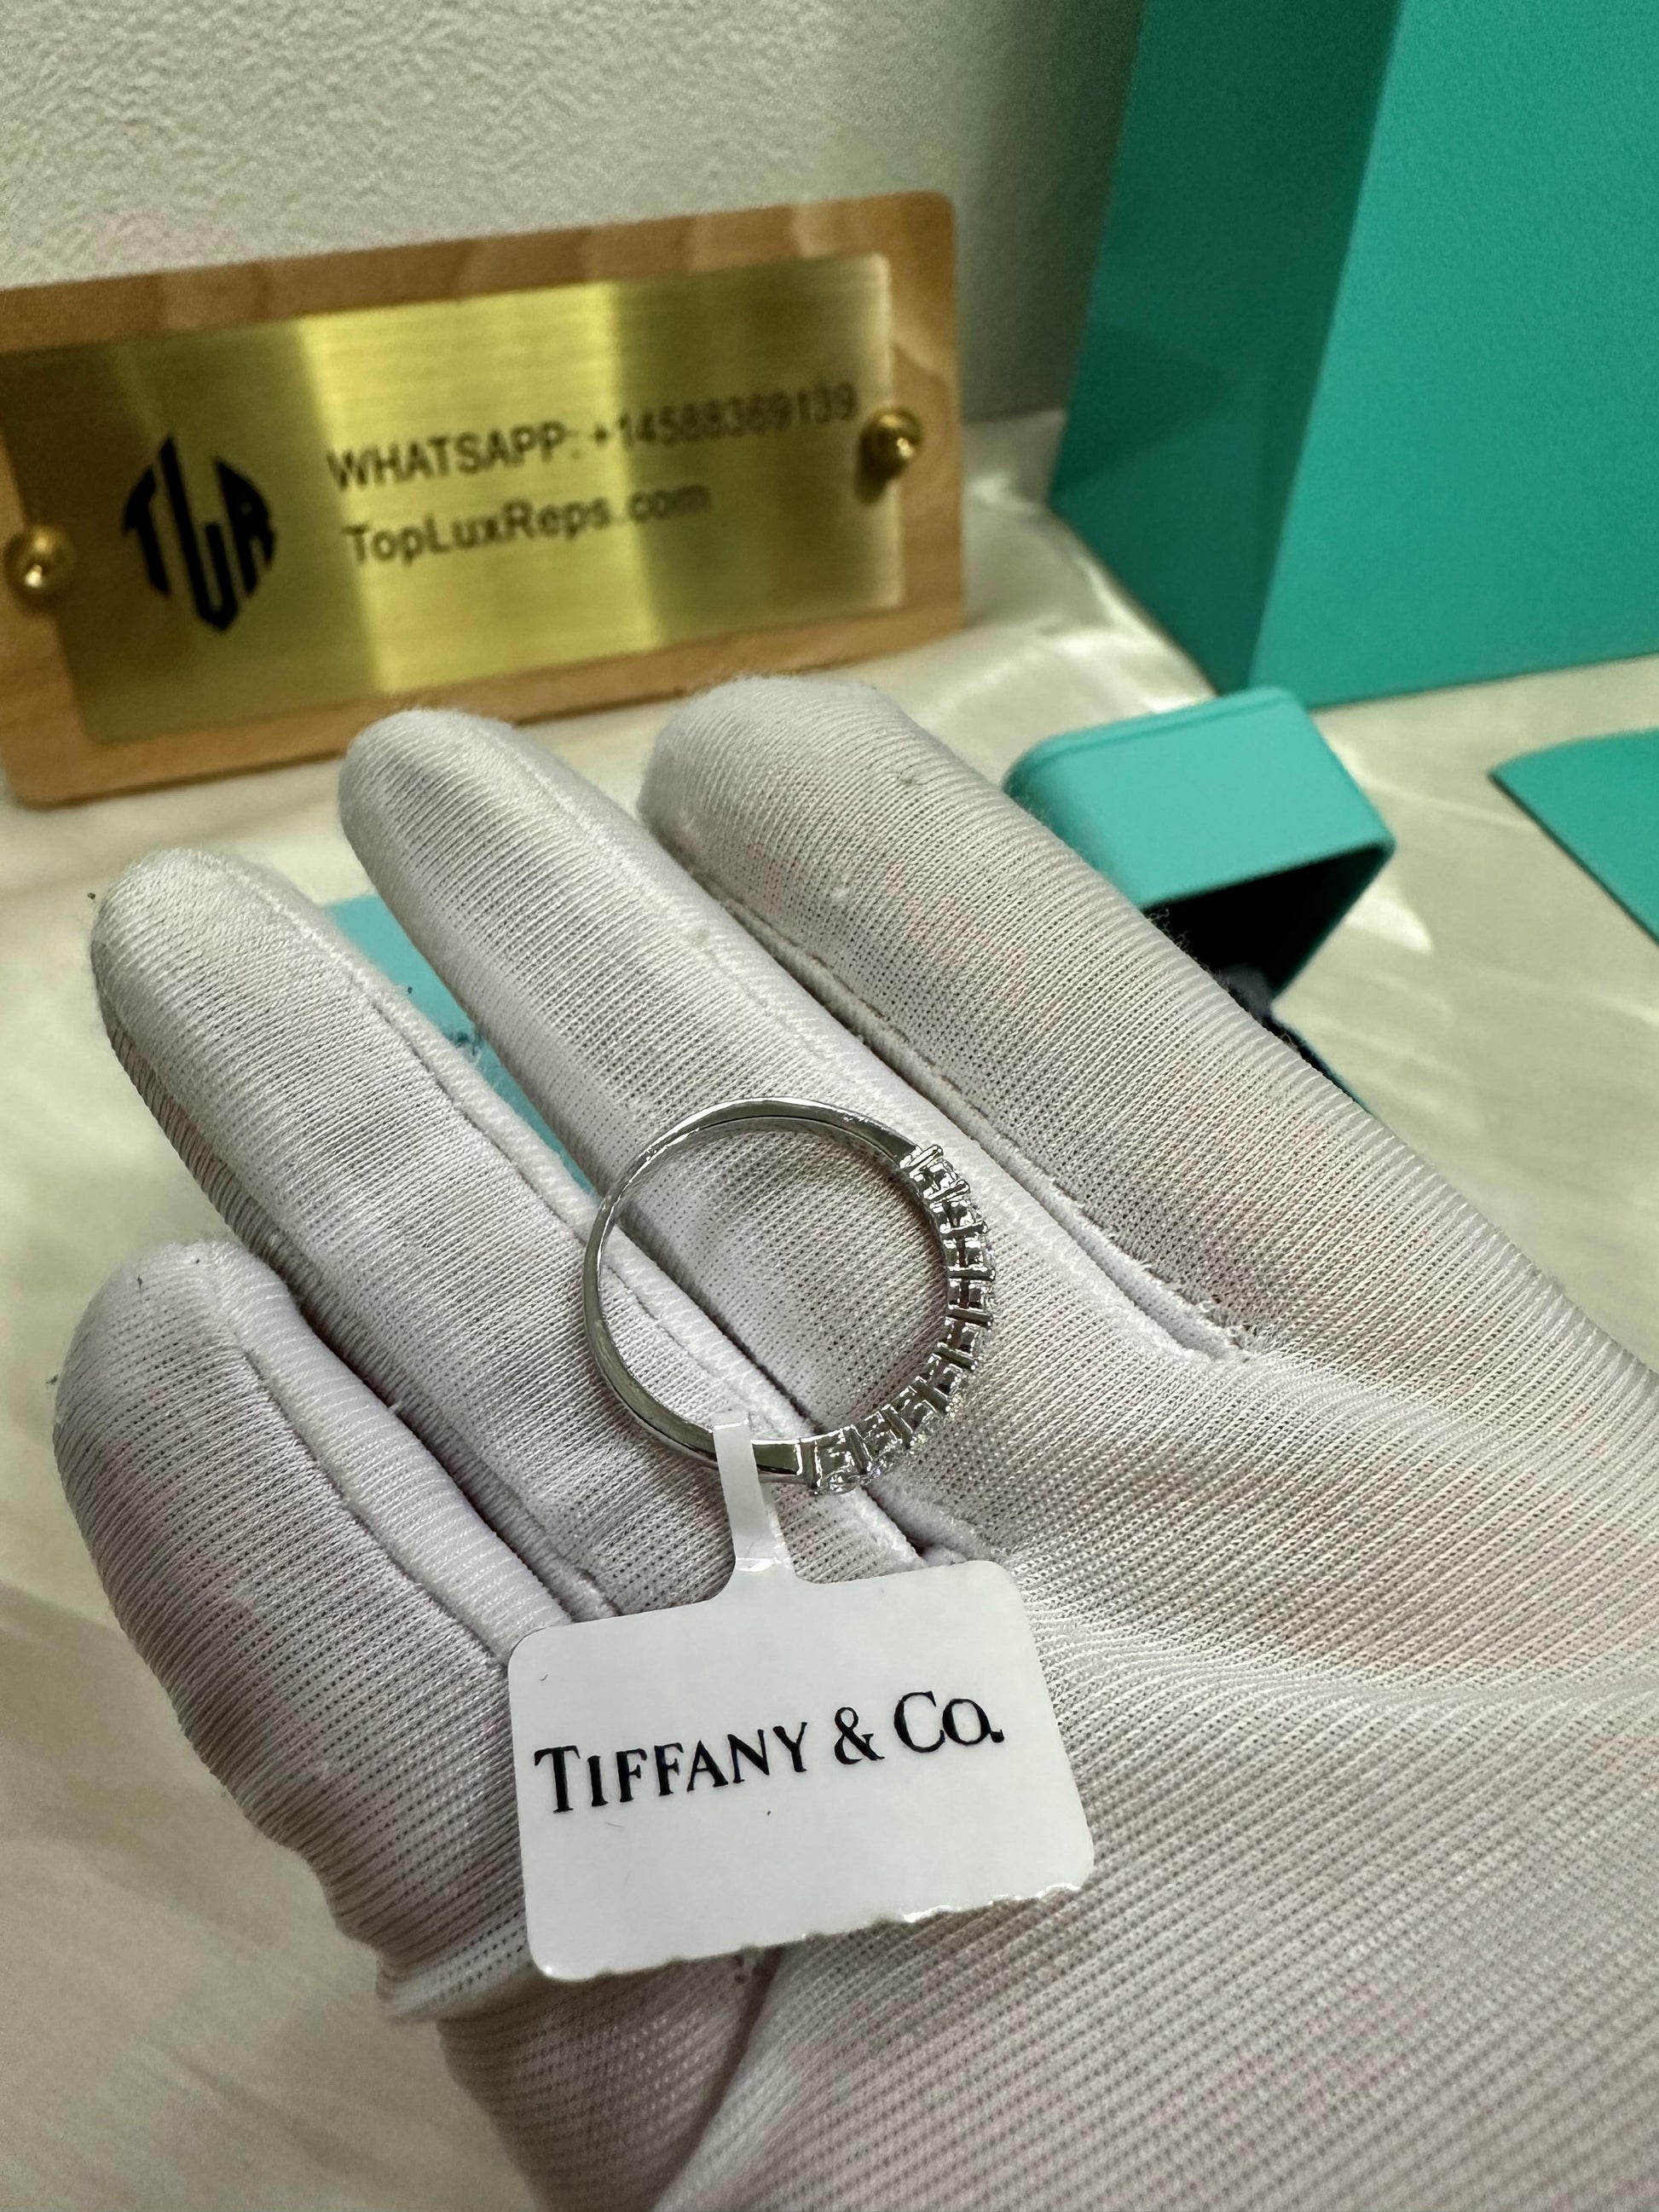 TLR
WHATSAPP: +14588369139
TopLuxReps.com
TIFFANY & CO.